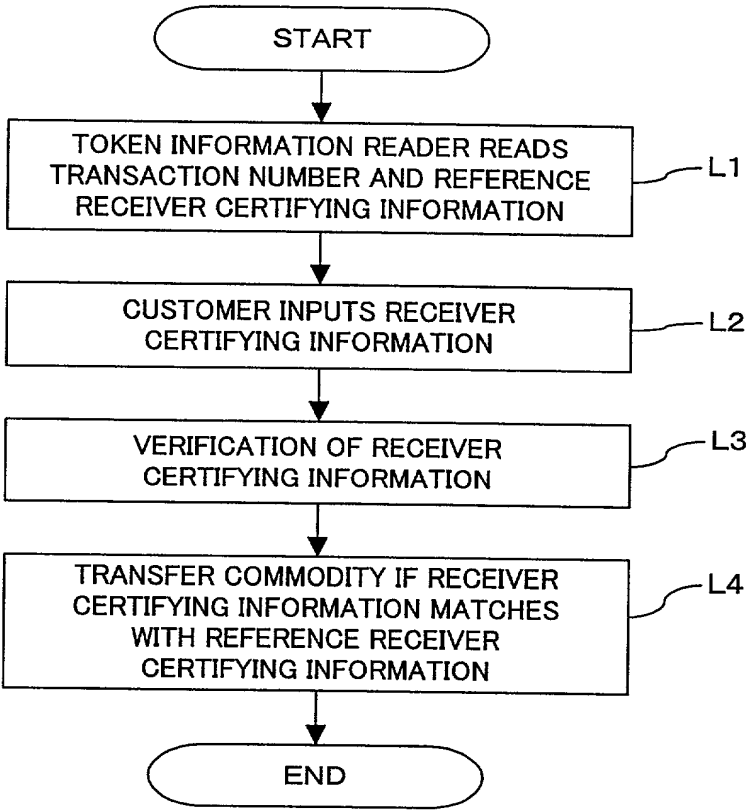 START
TOKEN INFORMATION READER READS
TRANSACTION NUMBER AND REFERENCE
RECEIVER CERTIFYING INFORMATION
L1
CUSTOMER INPUTS RECEIVER
CERTIFYING INFORMATION
L2
VERIFICATION OF RECEIVER
CERTIFYING INFORMATION
L3
TRANSFER COMMODITY IF RECEIVER
CERTIFYING INFORMATION MATCHES
WITH REFERENCE RECEIVER
CERTIFYING INFORMATION
L4
END